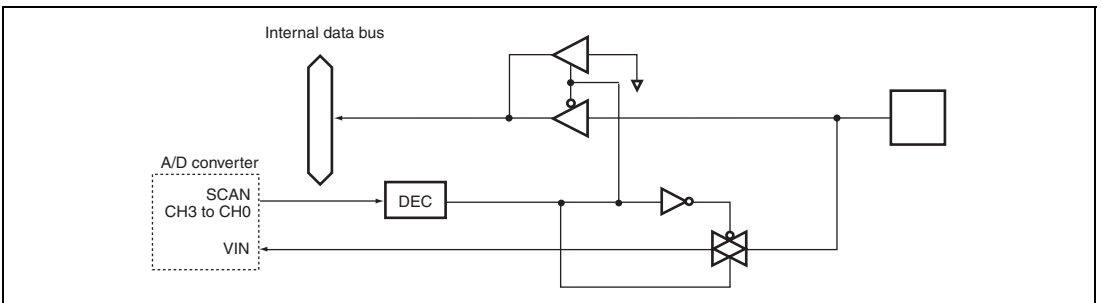 Internal data bus
A/D converter
SCAN
CH3 to CH0
DEC
VIN